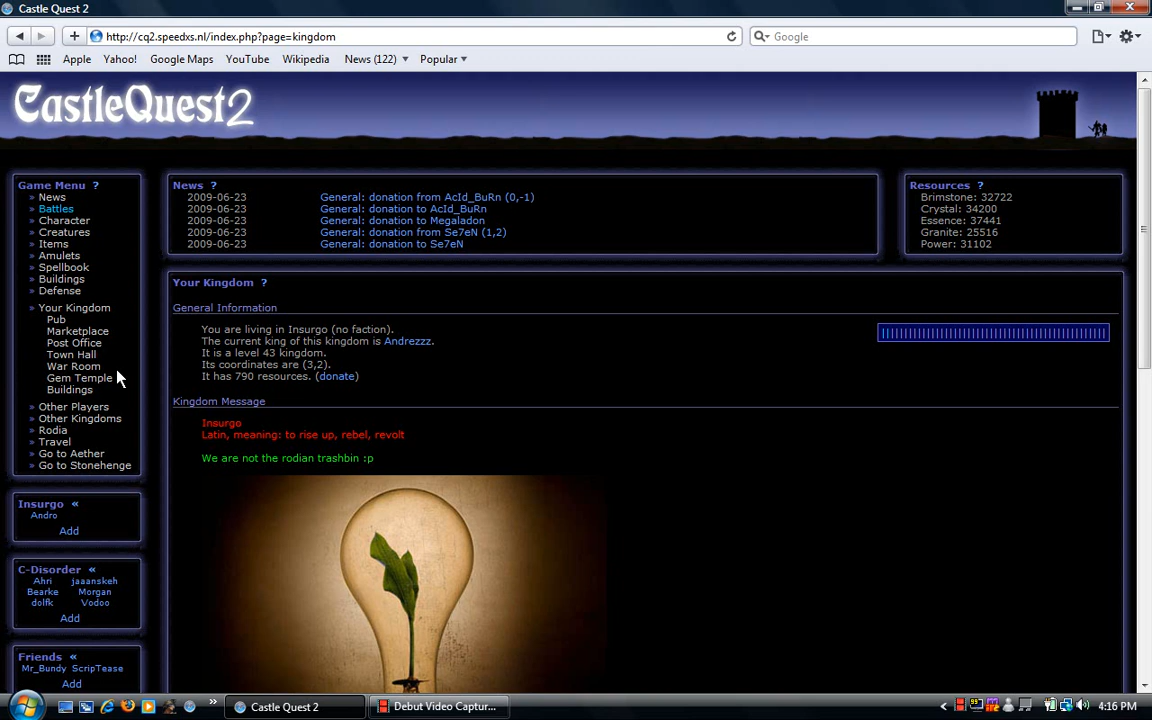 Castle Quest 2
http://cq2.speedxs.nl/index.php?page=kingdom
Google
Apple Yahoo! Google Maps YouTube Wikipedia News (122) Popular
CastleQuest2
Game Menu ?
» News
» Battles
» Character
» Creatures
» Items
» Amulets
» Spellbook
» Buildings
» Defense
» Your Kingdom
Pub
Marketplace
Post Office
Town Hall
War Room
Gem Temple
Buildings
» Other Players
» Other Kingdoms
» Rodia
» Travel
» Go to Aether
» Go to Stonehenge
Insurgo «
Andro
Add
C-Disorder «
Ahri jaaanskeh
Bearke Morgan
dolfk Vodoo
Add
Friends «
Mr_Bundy ScripTease
Add
News ?
2009-06-23 General: donation from AcId_BuRn (0,-1)
2009-06-23 General: donation to AcId_BuRn
2009-06-23 General: donation to Megaladon
2009-06-23 General: donation from Se7eN (1,2)
2009-06-23 General: donation to Se7eN
Resources ?
Brimstone: 32722
Crystal: 34200
Essence: 37441
Granite: 25516
Power: 31102
Your Kingdom ?
General Information
You are living in Insurgo (no faction).
The current king of this kingdom is Andrezzz.
It is a level 43 kingdom.
Its coordinates are (3,2).
It has 790 resources. (donate)
Kingdom Message
Insurgo
Latin, meaning: to rise up, rebel, revolt
We are not the rodian trashbin :p
Castle Quest 2
Debut Video Captur...
4:16 PM